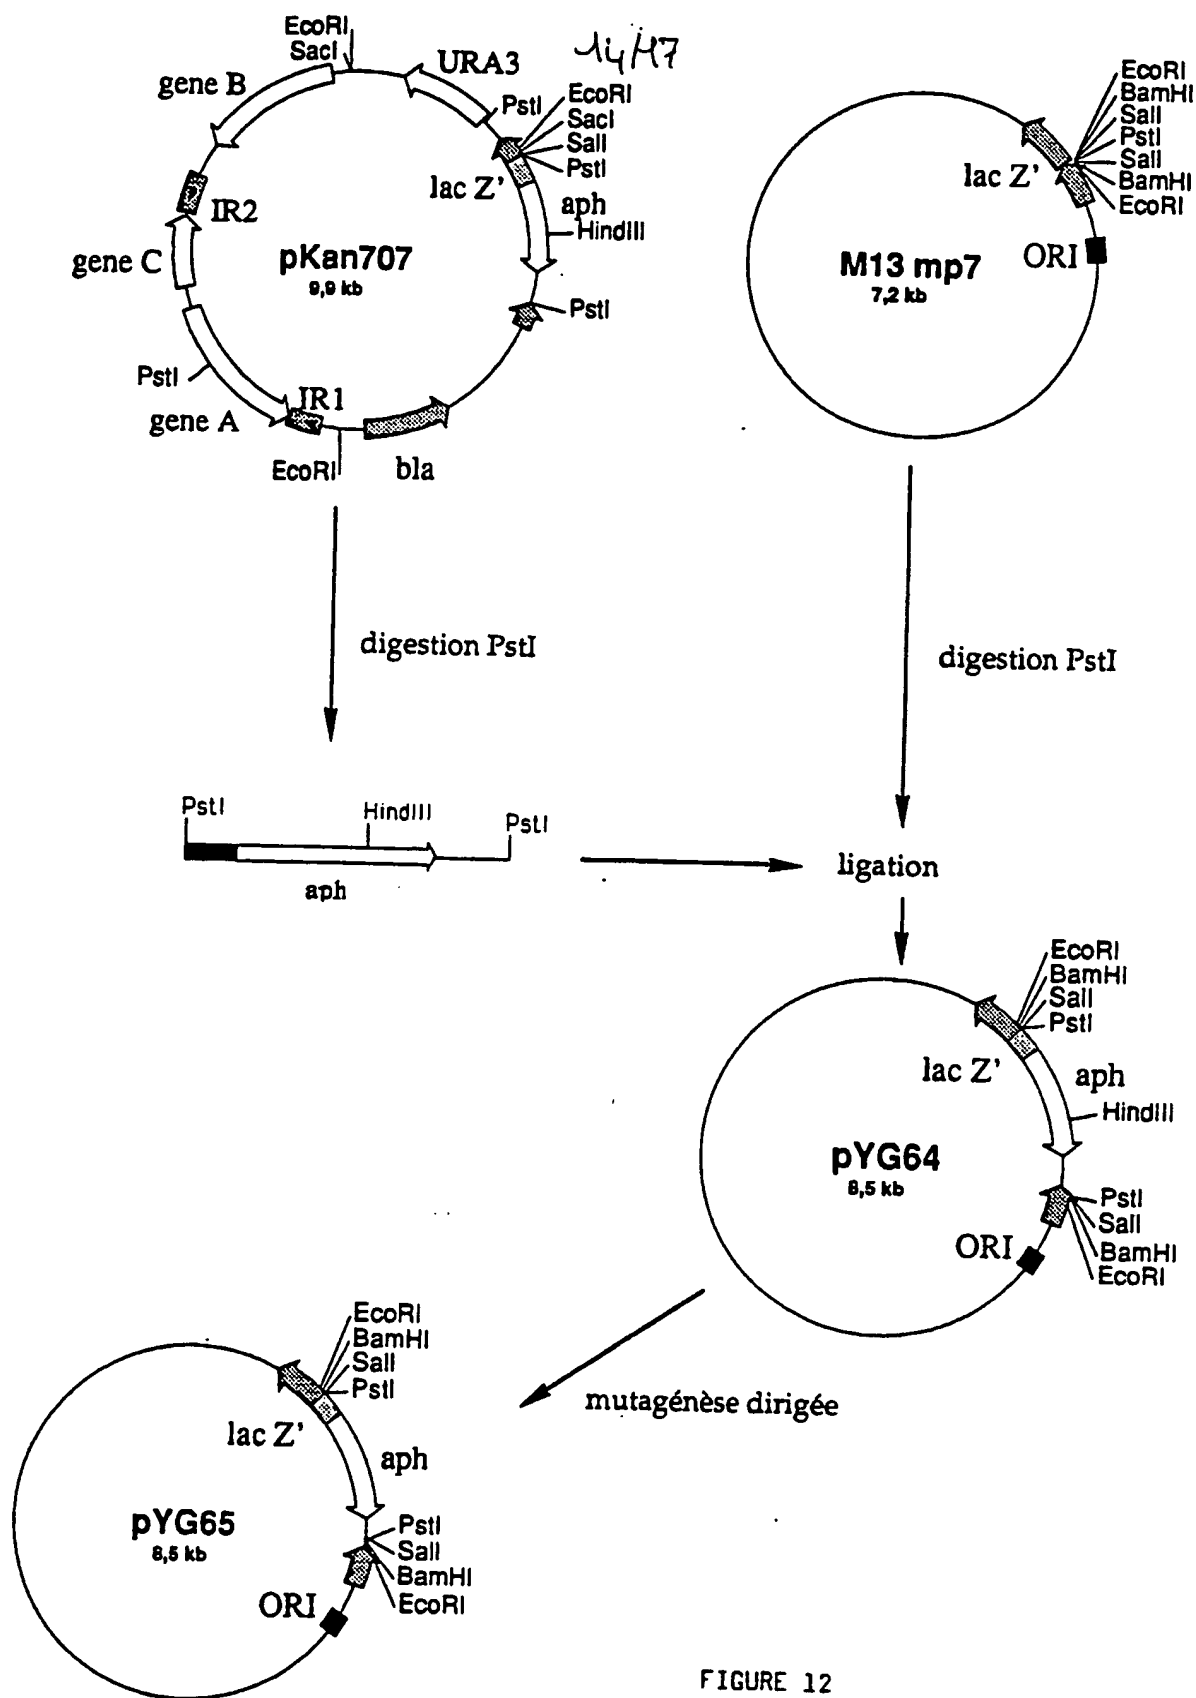 14/17
EcoRI
SacI
URA3
gene B
PstI
EcoRI
SacI
SalI
PstI
lac Z'
aph
HindIII
IR2
gene C
pKan707
9,9 kb
PstI
PstI
IR1
gene A
EcoRI
bla
EcoRI
BamHI
SalI
PstI
SalI
BamHI
EcoRI
lac Z'
M13 mp7
7,2 kb
ORI
digestion PstI
digestion PstI
PstI
HindIII
PstI
aph
ligation
EcoRI
BamHI
SalI
PstI
lac Z'
aph
HindIII
pYG64
8,5 kb
PstI
SalI
BamHI
EcoRI
ORI
mutagénèse dirigée
EcoRI
BamHI
SalI
PstI
lac Z'
aph
pYG65
8,5 kb
PstI
SalI
BamHI
EcoRI
ORI
FIGURE 12